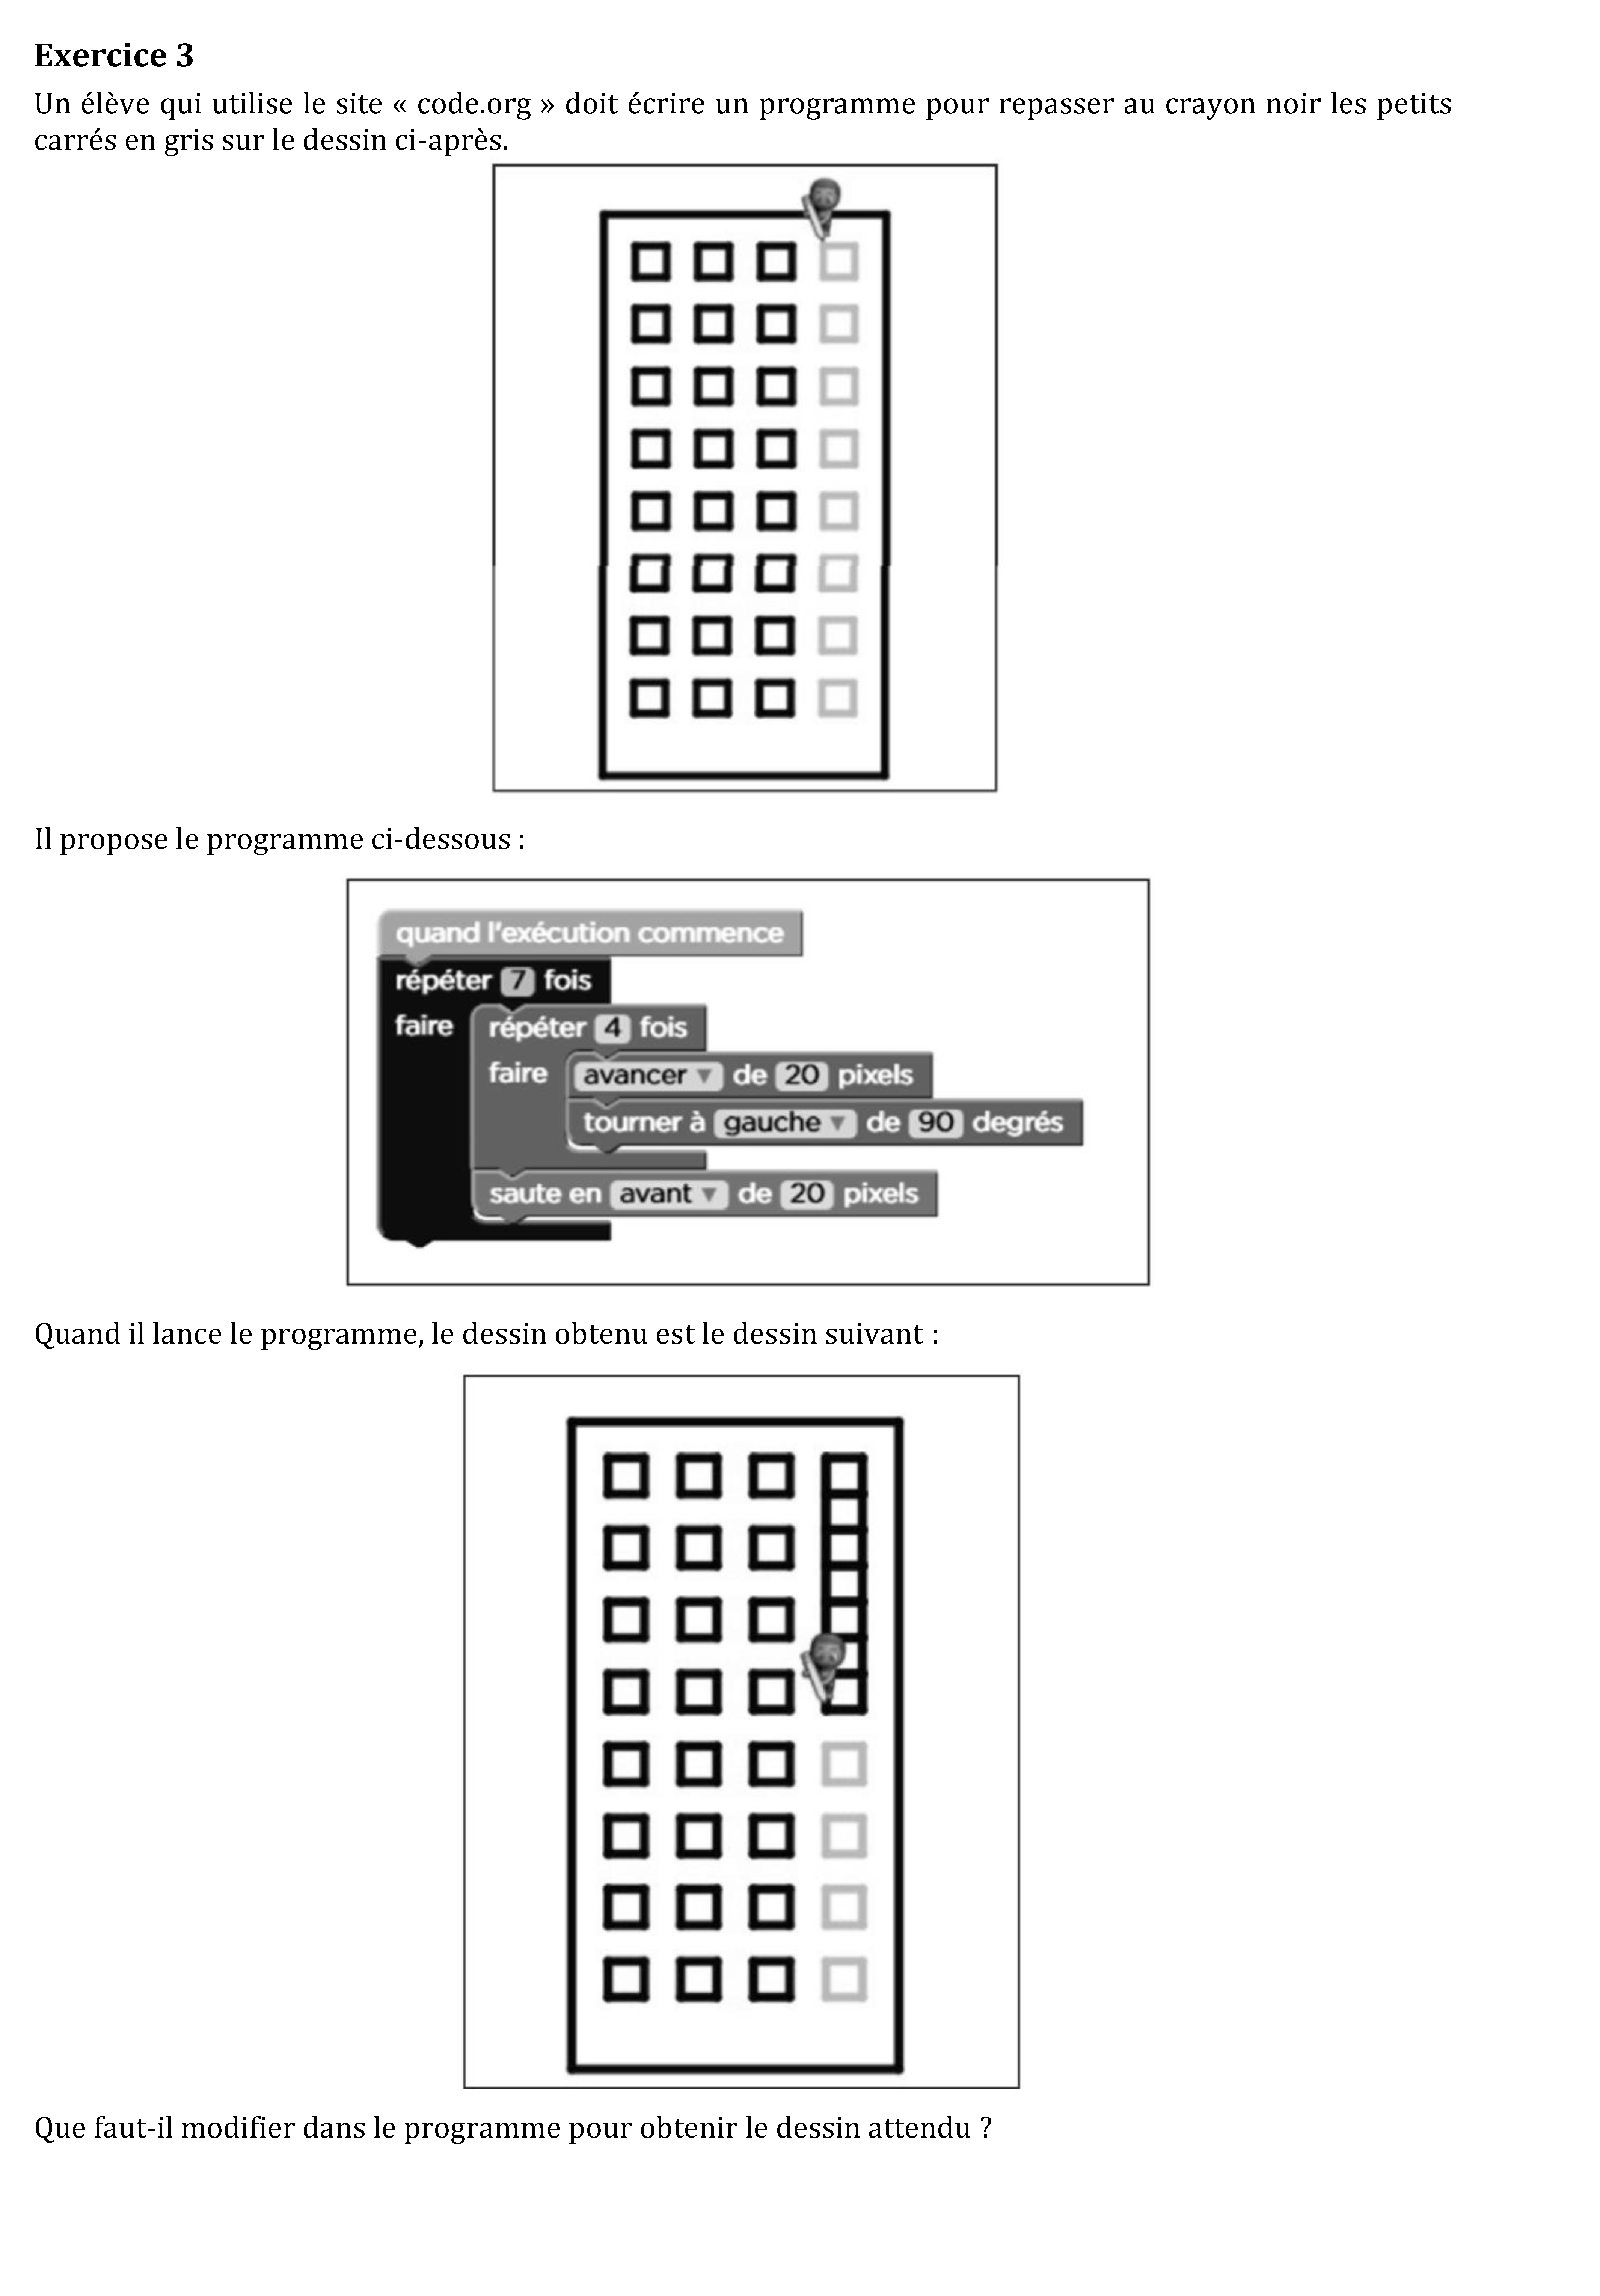 Exercice 3
Un élève qui utilise le site « code.org » doit écrire un programme pour repasser au crayon noir les petits
carrés en gris sur le dessin ci-après.
Il propose le programme ci-dessous :
quand l'exécution commence
répéter 7 fois
faire répéter 4 fois
faire avancer ▼ de 20 pixels
tourner à gauche ▼ de 90 degrés
saute en avant ▼ de 20 pixels
Quand il lance le programme, le dessin obtenu est le dessin suivant :
Que faut-il modifier dans le programme pour obtenir le dessin attendu ?